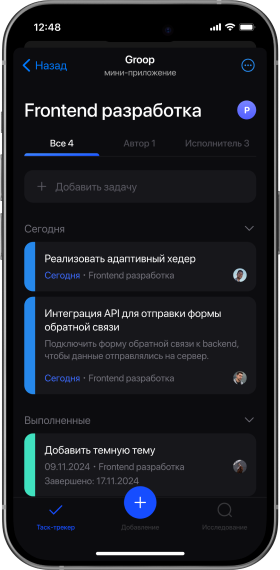 12:48
Назад
Groop
мини-приложение
Frontend разработка
P
Все 4
Автор 1
Исполнитель 3
Добавить задачу
Сегодня
Реализовать адаптивный хедер
Сегодня • Frontend разработка
Интеграция API для отправки формы
обратной связи
Подключить форму обратной связи к backend,
чтобы данные отправлялись на сервер.
Сегодня • Frontend разработка
Выполненные
Добавить темную тему
09.11.2024 • Frontend разработка
Завершено: 17.11.2024
Таск-трекер
Добавление
Исследование